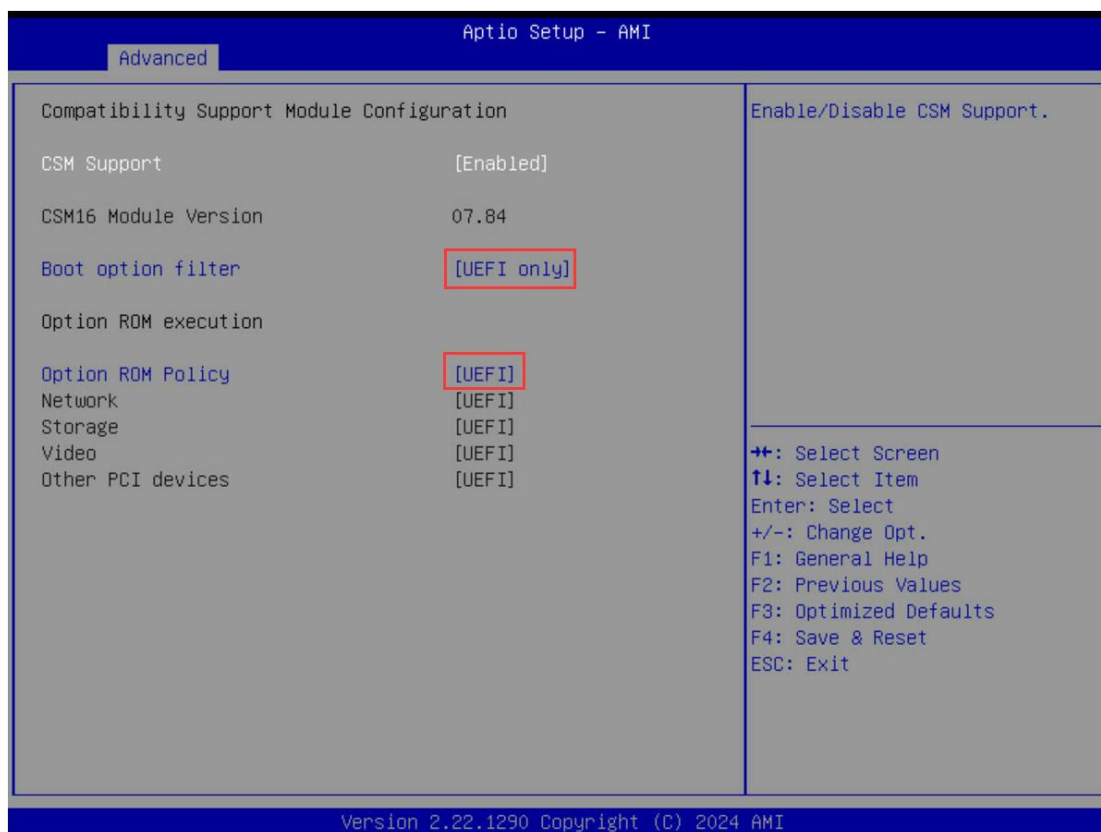 Aptio Setup – AMI
Advanced
Compatibility Support Module Configuration
CSM Support [Enabled]
CSM16 Module Version 07.84
Boot option filter [UEFI only]
Option ROM execution
Option ROM Policy [UEFI]
Network [UEFI]
Storage [UEFI]
Video [UEFI]
Other PCI devices [UEFI]
Enable/Disable CSM Support.
→←: Select Screen
↑↓: Select Item
Enter: Select
+/-: Change Opt.
F1: General Help
F2: Previous Values
F3: Optimized Defaults
F4: Save & Reset
ESC: Exit
Version 2.22.1290 Copyright (C) 2024 AMI